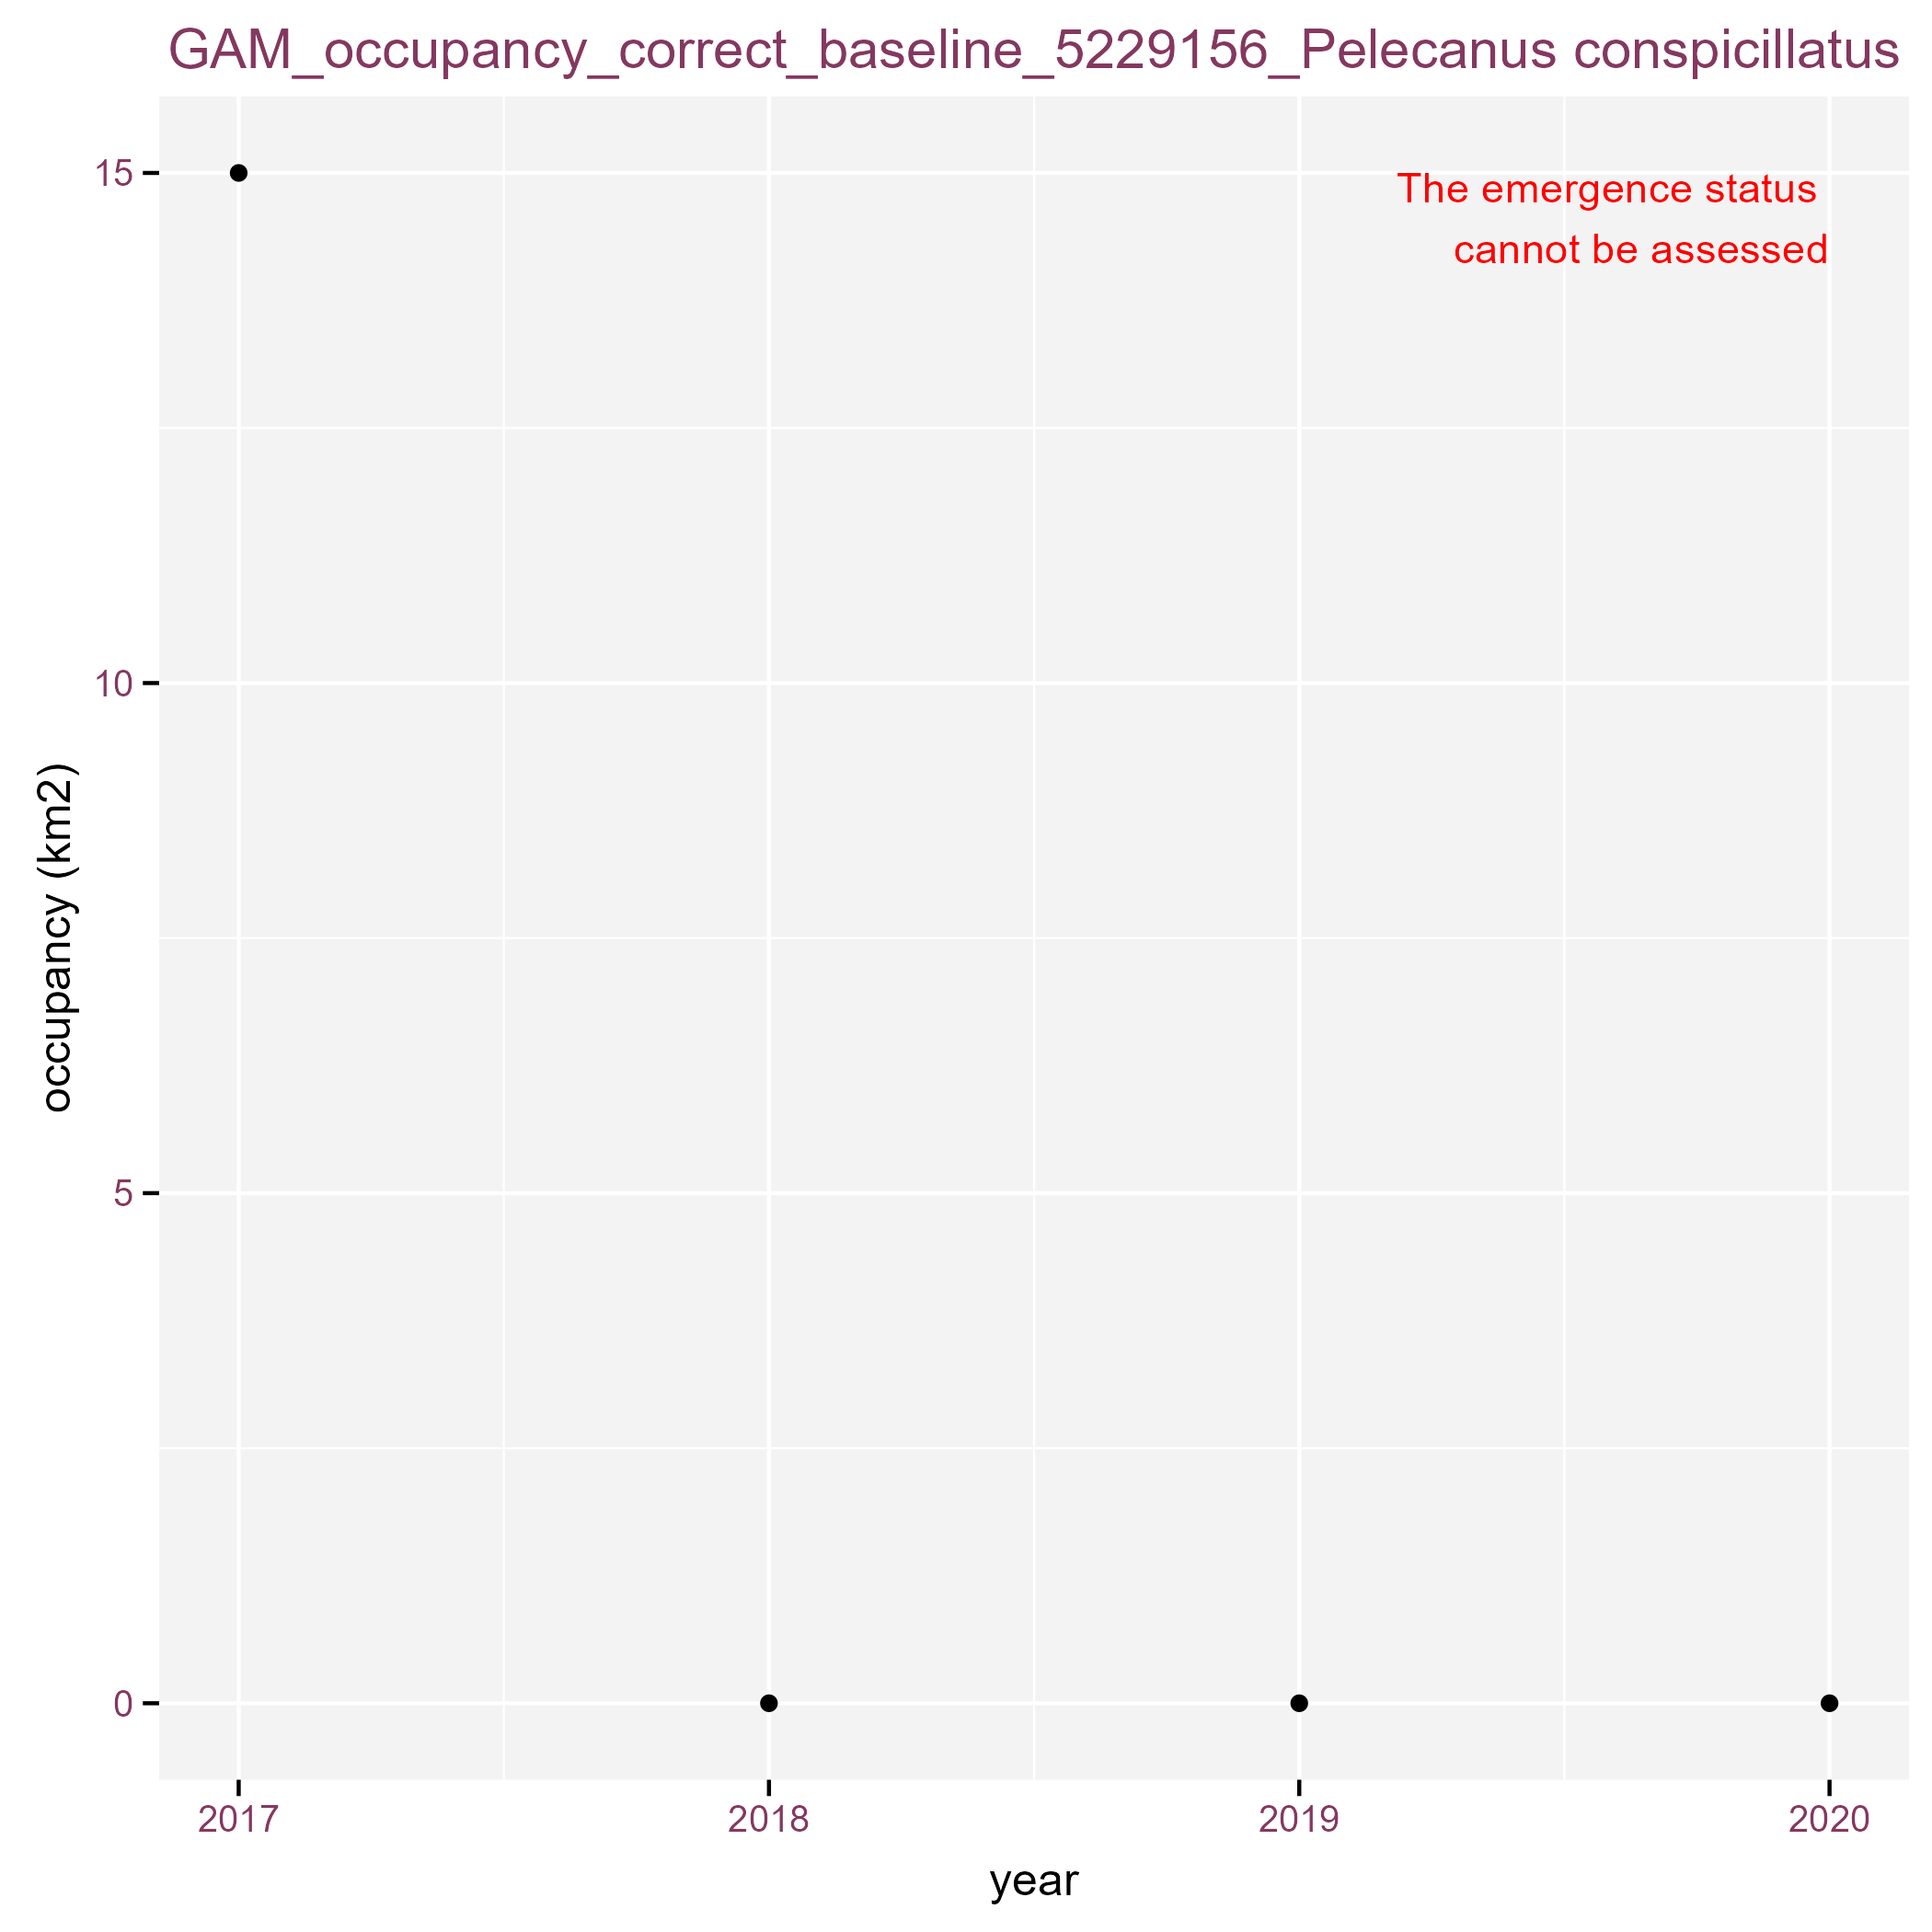 GAM_occupancy_correct_baseline_5229156_Pelecanus conspicillatus
15
The emergence status
cannot be assessed
10
occupancy (km2)
5
0
2017 2018 2019 2020
year